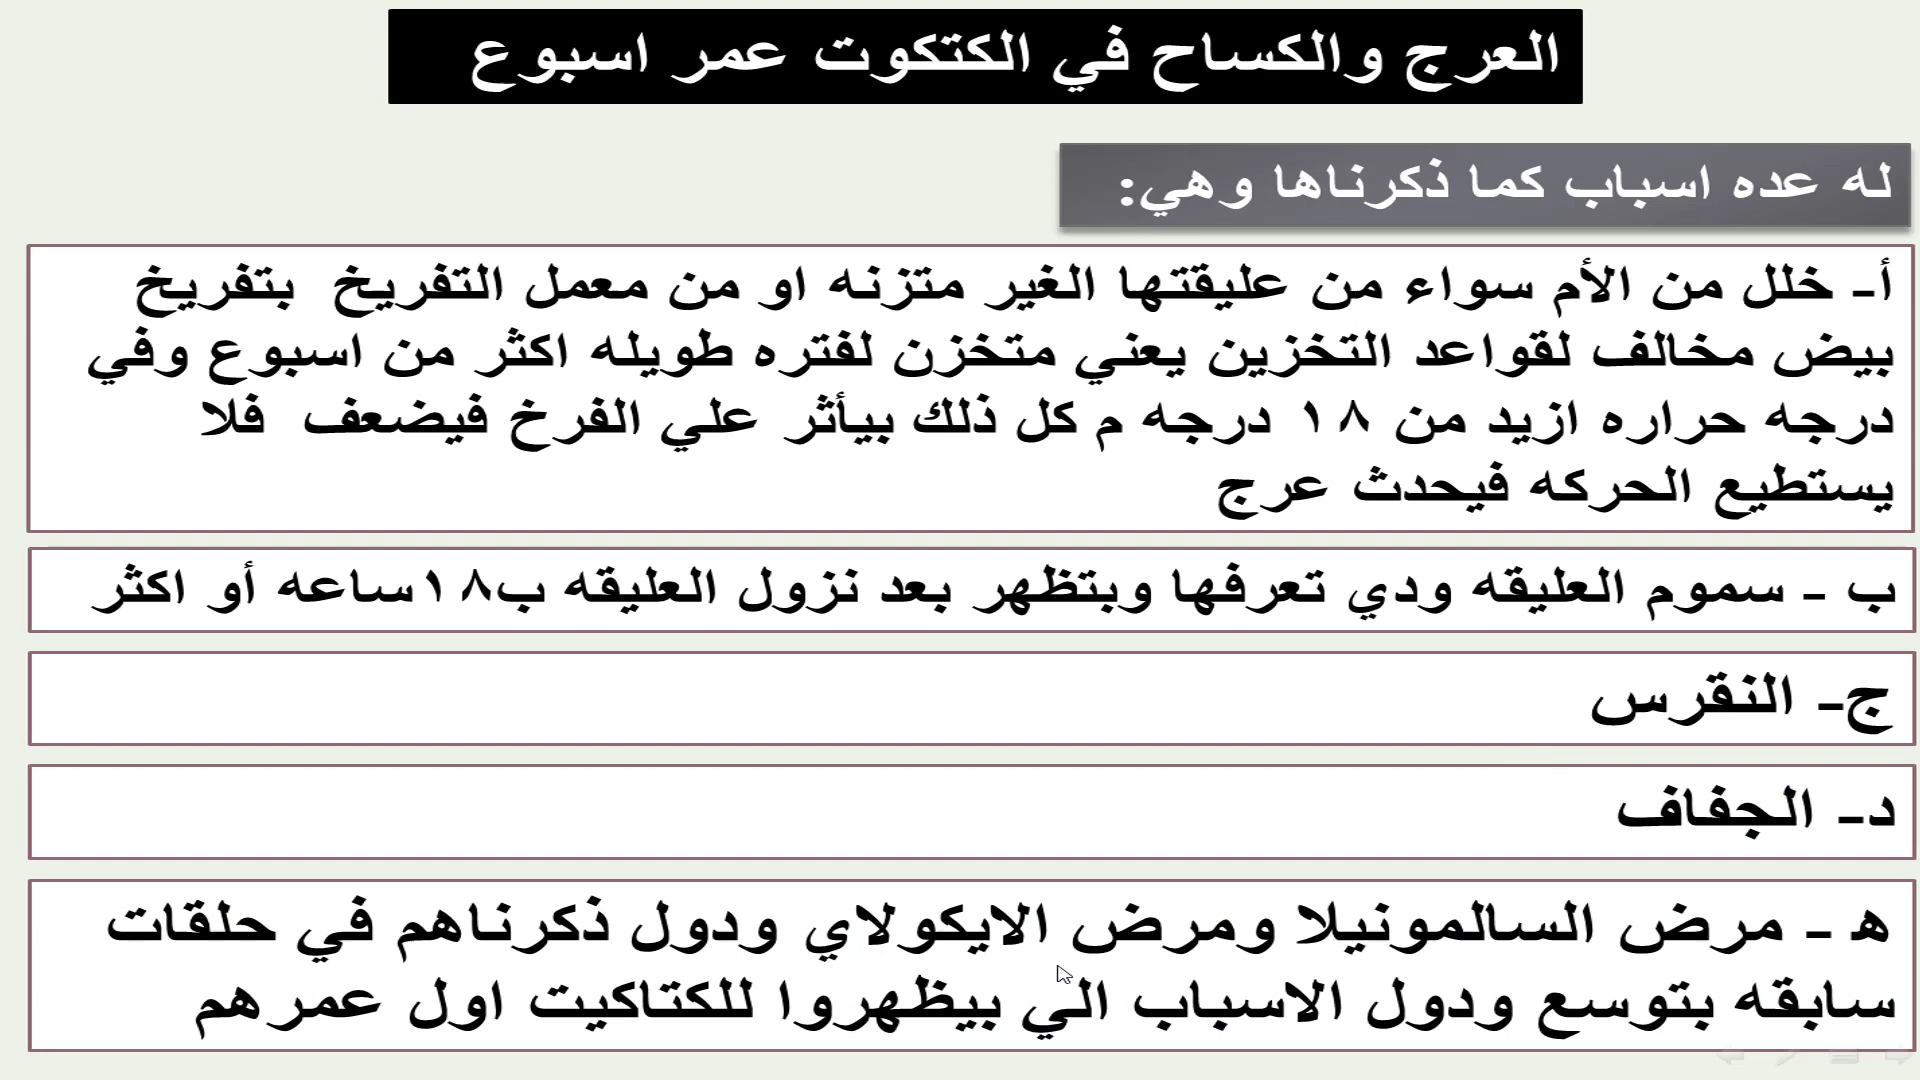 العرج والكساح في الكتكوت عمر اسبوع
له عده اسباب كما ذكرناها وهي:
أ- خلل من الأم سواء من عليقتها الغير متزنه او من معمل التفريخ بتفريخ
بيض مخالف لقواعد التخزين يعني متخزن لفتره طويله اكثر من اسبوع وفي
درجه حراره ازيد من ١٨ درجه م كل ذلك بيأثر علي الفرخ فيضعف فلا
يستطيع الحركه فيحدث عرج
ب - سموم العليقه ودي تعرفها وبتظهر بعد نزول العليقه ب١٨ساعه أو اكثر
ج- النقرس
د- الجفاف
ه - مرض السالمونيلا ومرض الايكولاي ودول ذكرناهم في حلقات
سابقه بتوسع ودول الاسباب الي بيظهروا للكتاكيت اول عمرهم